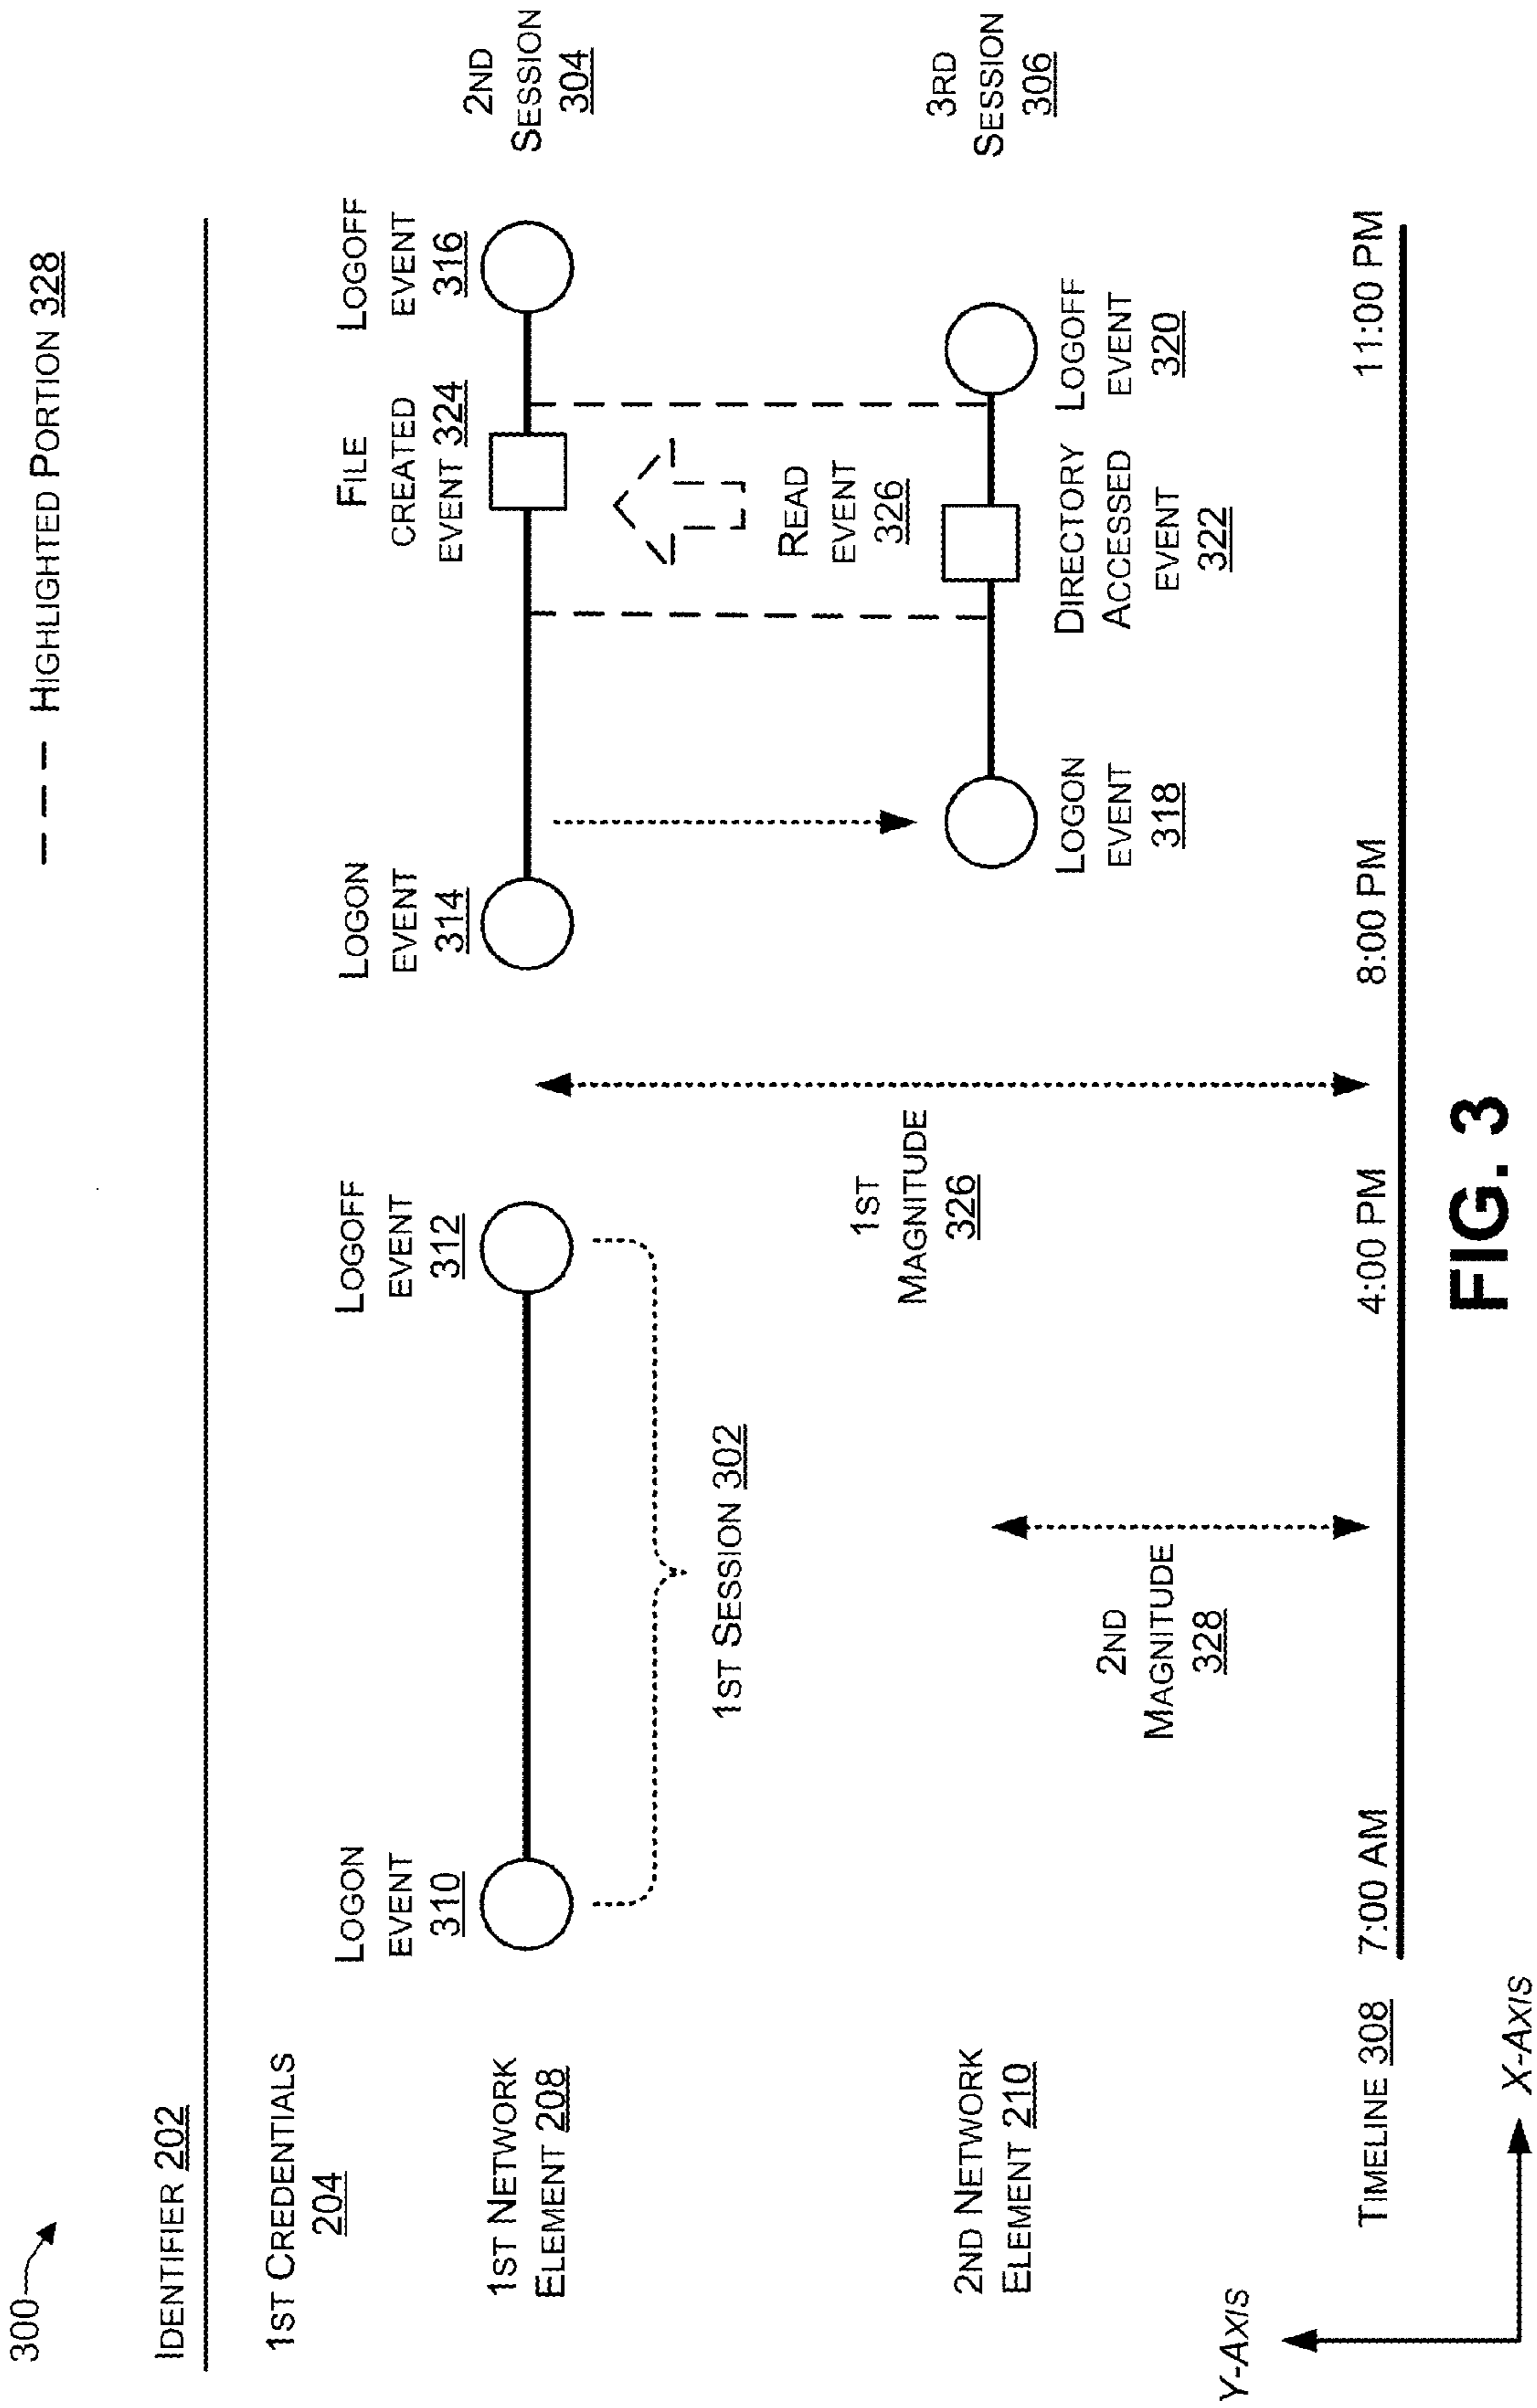 300
HIGHLIGHTED PORTION 328
IDENTIFIER 202
1ST CREDENTIALS
204
LOGON
EVENT
310
LOGOFF
EVENT
312
LOGON
EVENT
314
FILE
CREATED
EVENT 324
LOGOFF
EVENT
316
1ST NETWORK
ELEMENT 208
2ND
SESSION
304
1ST SESSION 302
READ
EVENT
326
1ST
MAGNITUDE
326
2ND NETWORK
ELEMENT 210
3RD
SESSION
306
LOGON
EVENT
318
DIRECTORY
ACCESSED
EVENT
322
LOGOFF
EVENT
320
2ND
MAGNITUDE
328
TIMELINE 308
7:00 AM
4:00 PM
8:00 PM
11:00 PM
Y-AXIS
X-AXIS
FIG. 3